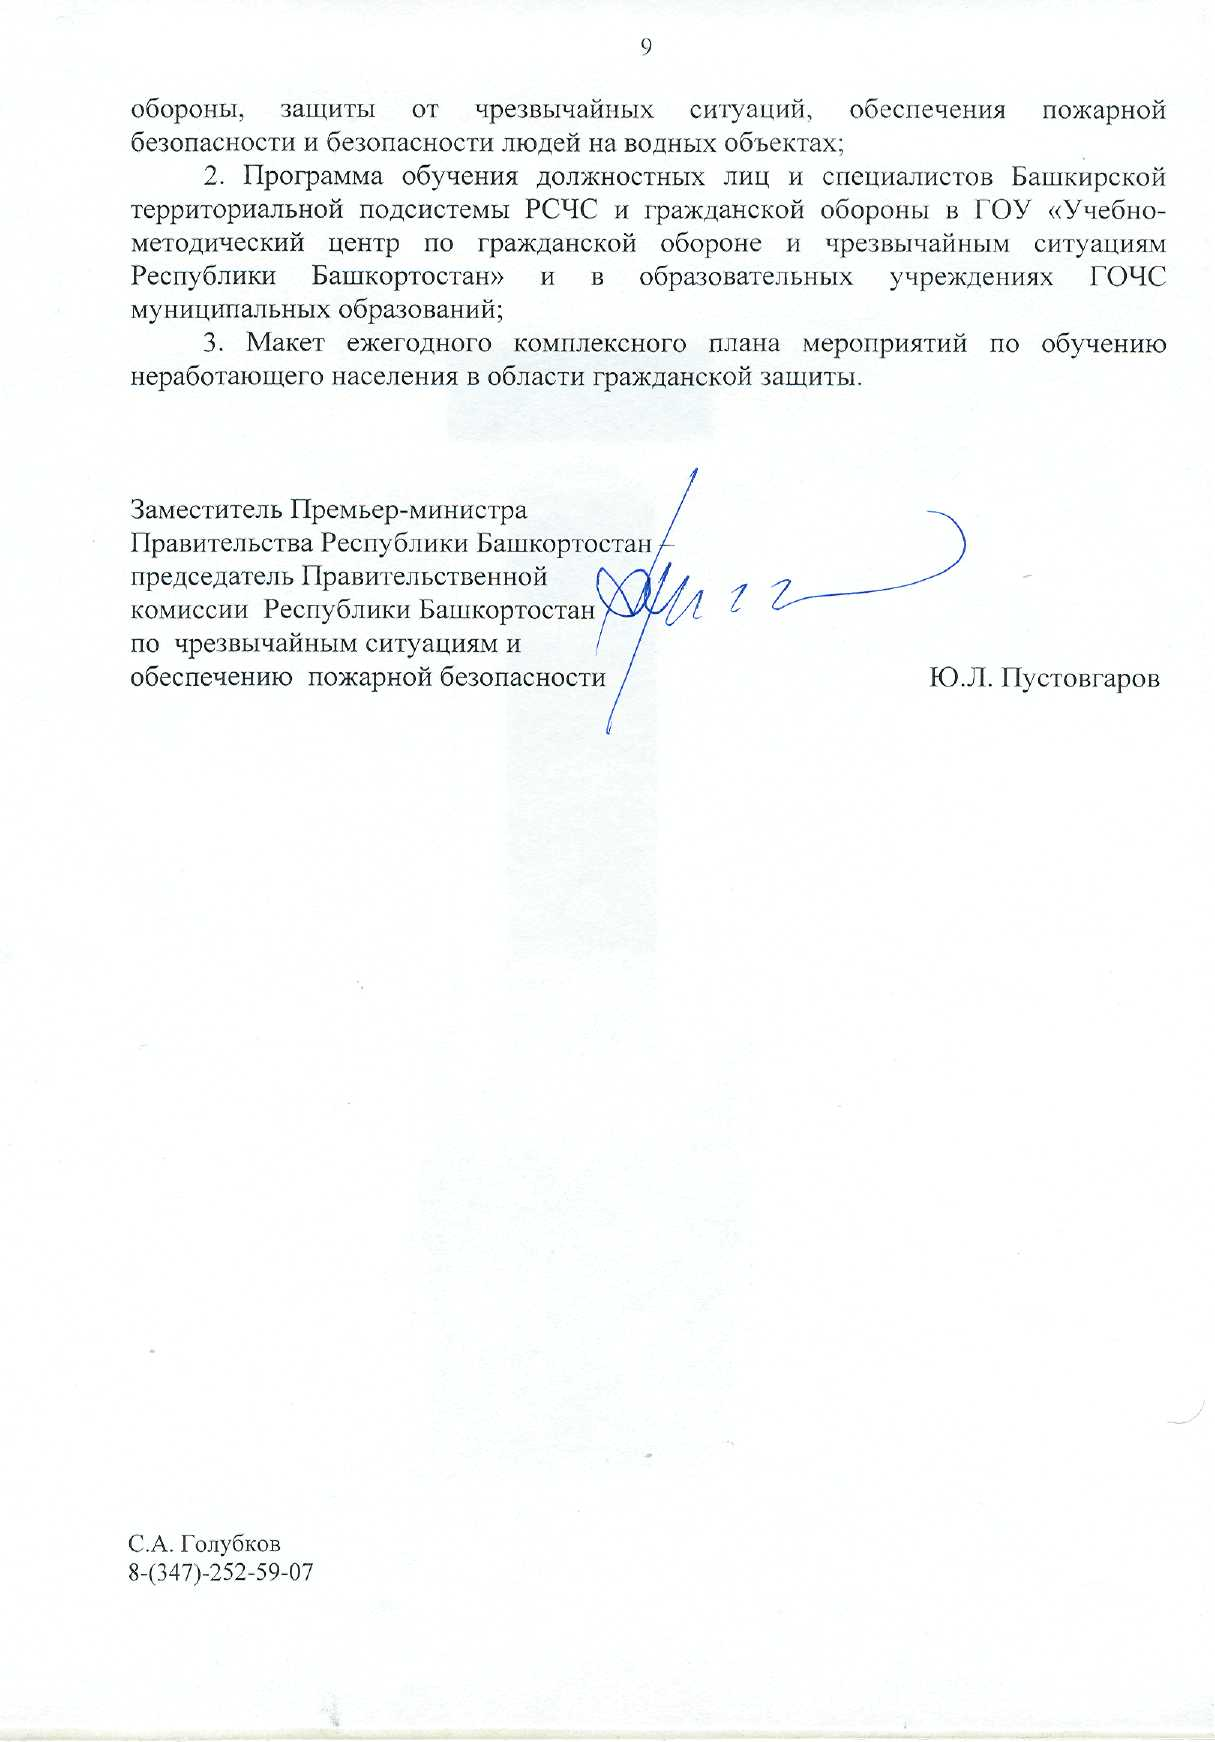 9
обороны, защиты от чрезвычайных ситуаций, обеспечения пожарной
безопасности и безопасности людей на водных объектах;
2. Программа обучения должностных лиц и специалистов Башкирской
территориальной подсистемы РСЧС и гражданской обороны в ГОУ «Учебно-
методический центр по гражданской обороне и чрезвычайным ситуациям
Республики Башкортостан» и в образовательных учреждениях ГОЧС
муниципальных образований;
3. Макет ежегодного комплексного плана мероприятий по обучению
неработающего населения в области гражданской защиты.
Заместитель Премьер-министра
Правительства Республики Башкортостан –
председатель Правительственной
комиссии Республики Башкортостан
по чрезвычайным ситуациям и
обеспечению пожарной безопасности Ю.Л. Пустовгаров
С.А. Голубков
8-(347)-252-59-07